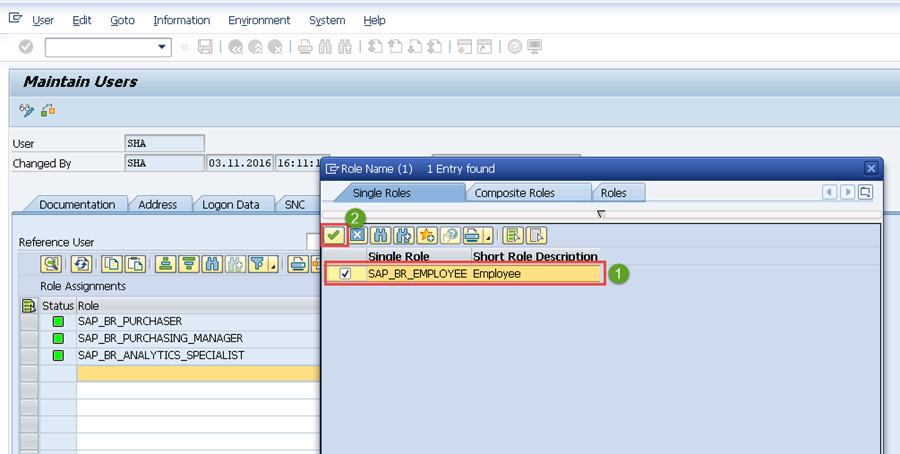 User Edit Goto Information Environment System Help
Maintain Users
User SHA
Changed By SHA 03.11.2016 16:11:1
Role Name (1) 1 Entry found
Single Roles Composite Roles Roles
Documentation Address Logon Data SNC
2
Reference User
Single Role Short Role Description
SAP_BR_EMPLOYEE Employee 1
Role Assignments
Status Role
SAP_BR_PURCHASER
SAP_BR_PURCHASING_MANAGER
SAP_BR_ANALYTICS_SPECIALIST